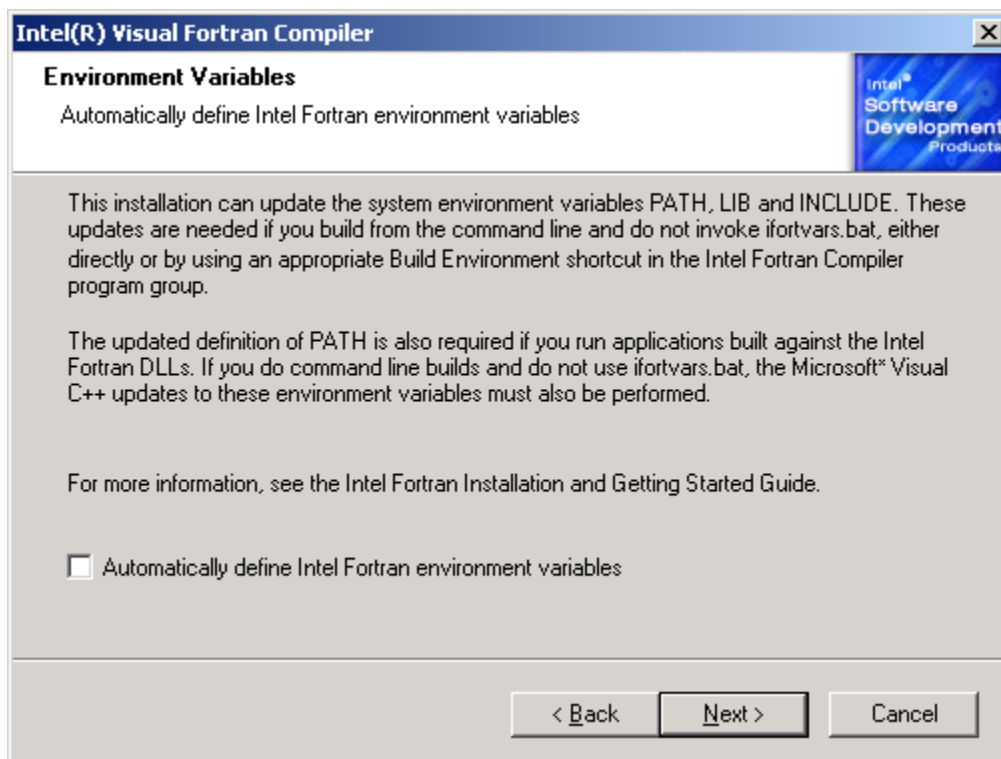 Intel(R) Visual Fortran Compiler
Environment Variables
Automatically define Intel Fortran environment variables
Intel®
Software
Development
Products
This installation can update the system environment variables PATH, LIB and INCLUDE. These
updates are needed if you build from the command line and do not invoke ifortvars.bat, either
directly or by using an appropriate Build Environment shortcut in the Intel Fortran Compiler
program group.
The updated definition of PATH is also required if you run applications built against the Intel
Fortran DLLs. If you do command line builds and do not use ifortvars.bat, the Microsoft* Visual
C++ updates to these environment variables must also be performed.
For more information, see the Intel Fortran Installation and Getting Started Guide.
Automatically define Intel Fortran environment variables
< Back
Next >
Cancel